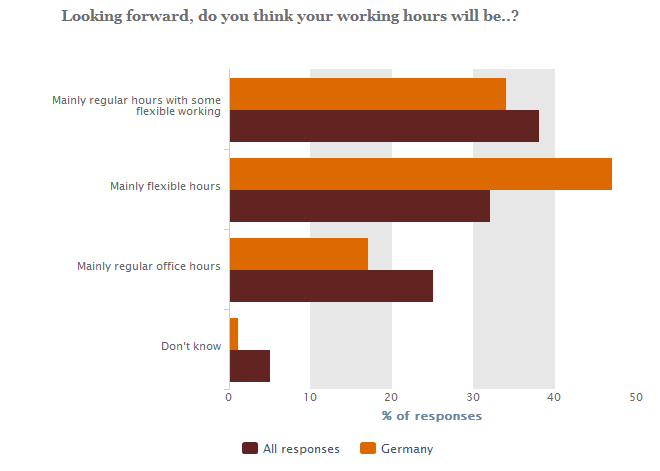 Looking forward, do you think your working hours will be..?
Mainly regular hours with some
flexible working
Mainly flexible hours
Mainly regular office hours
Don't know
0 10 20 30 40 50
% of responses
All responses Germany